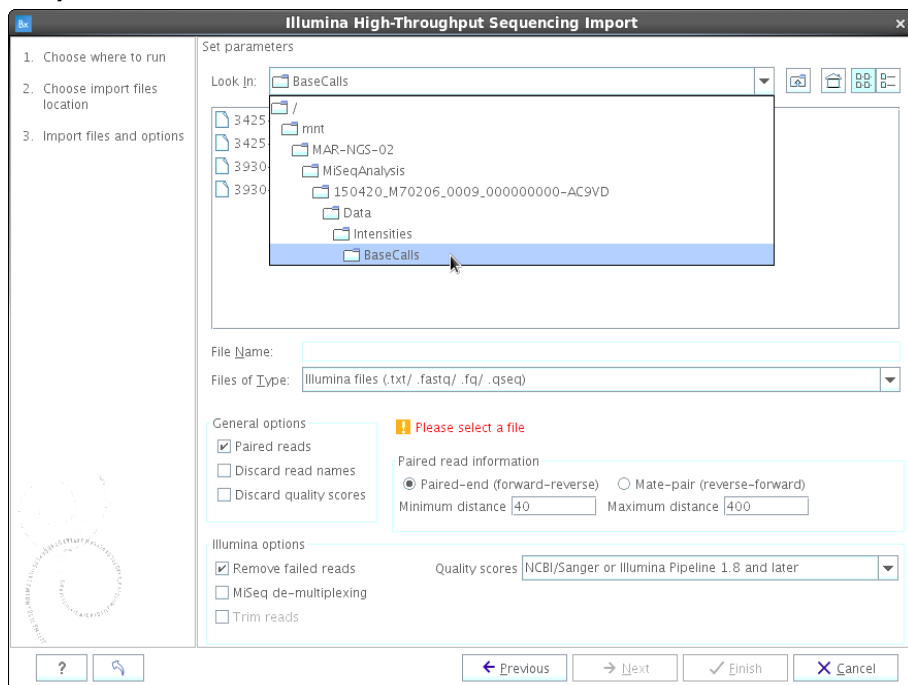 Bx
Illumina High-Throughput Sequencing Import
1. Choose where to run
2. Choose import files
location
3. Import files and options
Set parameters
Look In: BaseCalls
/
mnt
MAR-NGS-02
MiSeqAnalysis
150420_M70206_0009_000000000-AC9VD
Data
Intensities
BaseCalls
3425
3425
3930
3930
File Name:
Files of Type: Illumina files (.txt/ .fastq/ .fq/ .qseq)
General options
Paired reads
Discard read names
Discard quality scores
Please select a file
Paired read information
Paired-end (forward-reverse) Mate-pair (reverse-forward)
Minimum distance 40 Maximum distance 400
Illumina options
Remove failed reads Quality scores NCBI/Sanger or Illumina Pipeline 1.8 and later
MiSeq de-multiplexing
Trim reads
? Previous Next Finish Cancel